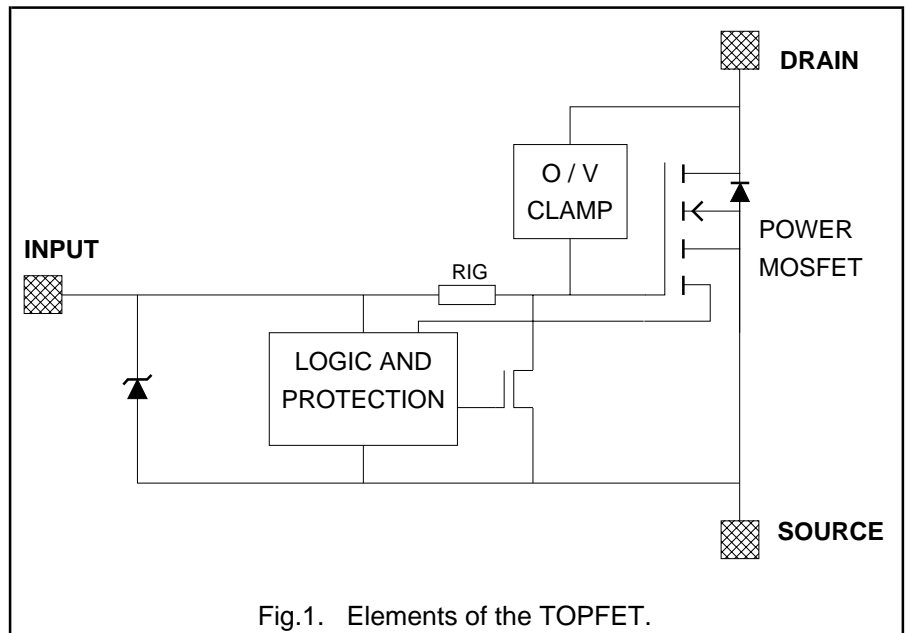 DRAIN
O / V
CLAMP
POWER
MOSFET
INPUT
RIG
LOGIC AND
PROTECTION
SOURCE
Fig.1. Elements of the TOPFET.